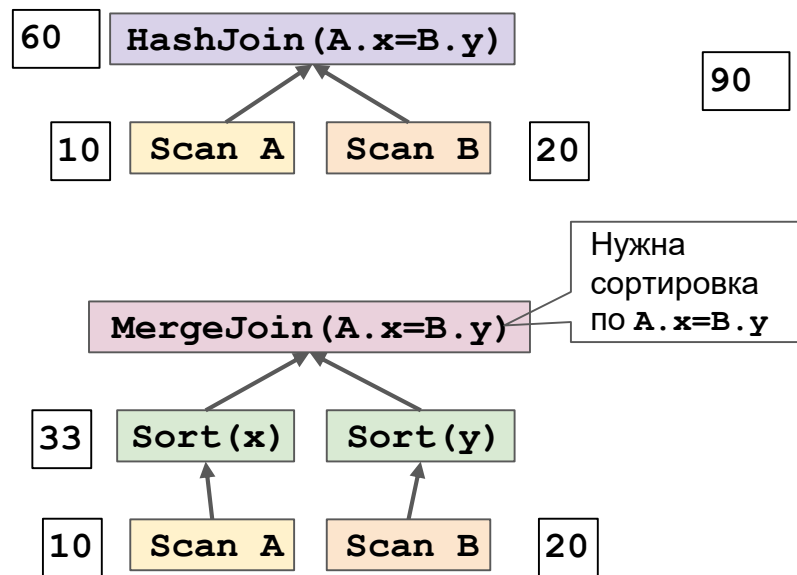 60
HashJoin(A.x=B.y)
90
10
Scan A
Scan B
20
Нужна
сортировка
по A.x=B.y
MergeJoin(A.x=B.y)
33
Sort(x)
Sort(y)
10
Scan A
Scan B
20